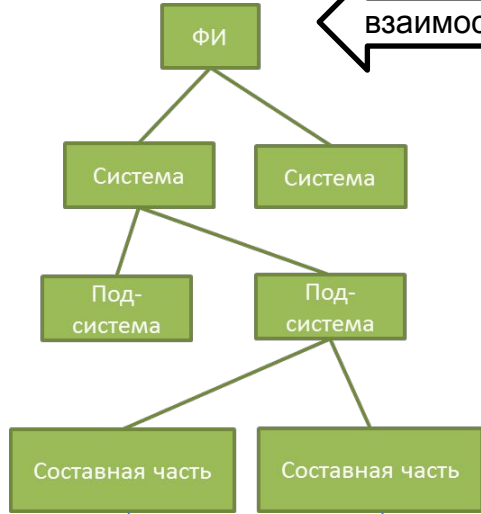 ФИ
Система
Система
Под-
система
Под-
система
Составная часть
Составная часть